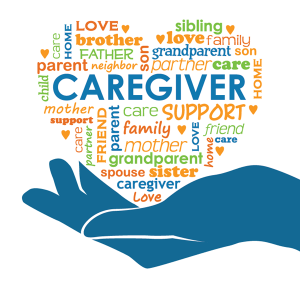 LOVE sibling
care HOME brother love family
FATHER grandparent son
parent neighbor son partner care
child CAREGIVER HOME
mother care SUPPORT
support parent
care FRIEND family LOVE friend
partner mother home care
grandparent
spouse sister
caregiver
Love